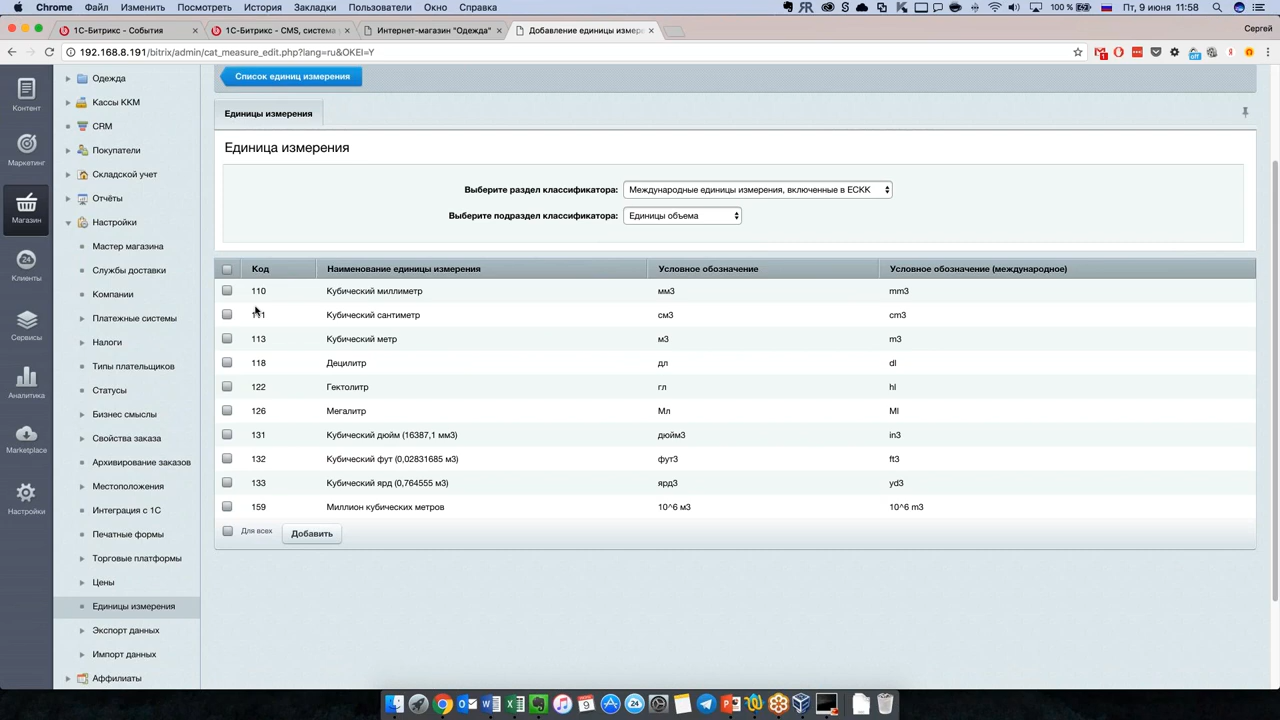 Chrome Файл Изменить Посмотреть История Закладки Пользователи Окно Справка 100 % Пт, 9 июня 11:58
1С-Битрикс - События 1С-Битрикс - CMS, система Интернет-магазин "Одежда" Добавление единицы измере Сергей
192.168.8.191/bitrix/admin/cat_measure_edit.php?lang=ru&OKEI=Y
Контент
Маркетинг
Магазин
24
Клиенты
Сервисы
Аналитика
Marketplace
Настройки
Одежда
Кассы ККМ
CRM
Покупатели
Складской учет
Отчёты
Настройки
Мастер магазина
Службы доставки
Компании
Платежные системы
Налоги
Типы плательщиков
Статусы
Бизнес смыслы
Свойства заказа
Архивирование заказов
Местоположения
Интеграция с 1С
Печатные формы
Торговые платформы
Цены
Единицы измерения
Экспорт данных
Импорт данных
Аффилиаты
Список единиц измерения
Единицы измерения
Единица измерения
Выберите раздел классификатора: Международные единицы измерения, включенные в ЕСКК
Выберите подраздел классификатора: Единицы объема
Код Наименование единицы измерения Условное обозначение Условное обозначение (международное)
110 Кубический миллиметр мм3 mm3
111 Кубический сантиметр см3 cm3
113 Кубический метр м3 m3
118 Децилитр дл dl
122 Гектолитр гл hl
126 Мегалитр Мл Ml
131 Кубический дюйм (16387,1 мм3) дюйм3 in3
132 Кубический фут (0,02831685 м3) фут3 ft3
133 Кубический ярд (0,764555 м3) ярд3 yd3
159 Миллион кубических метров 10^6 м3 10^6 m3
Для всех Добавить